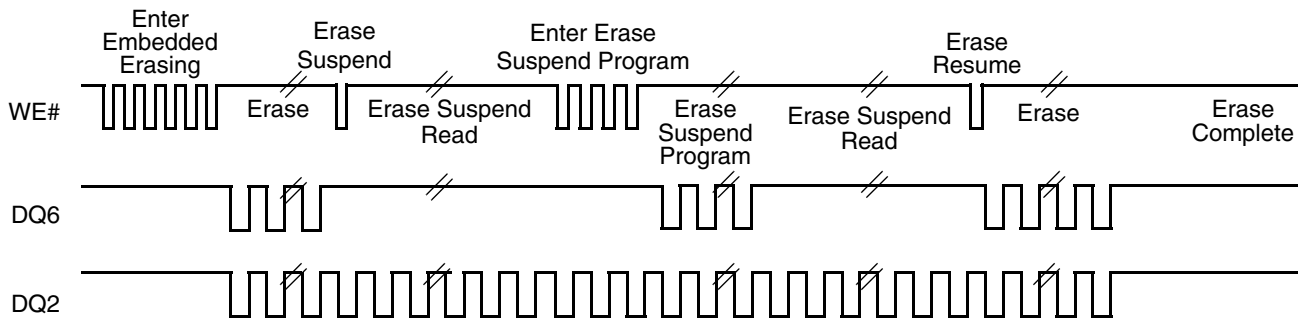 Enter
Embedded
Erasing
Erase
Suspend
Enter Erase
Suspend Program
Erase
Resume
WE#
Erase
Erase Suspend
Read
Erase
Suspend
Program
Erase Suspend
Read
Erase
Erase
Complete
DQ6
DQ2